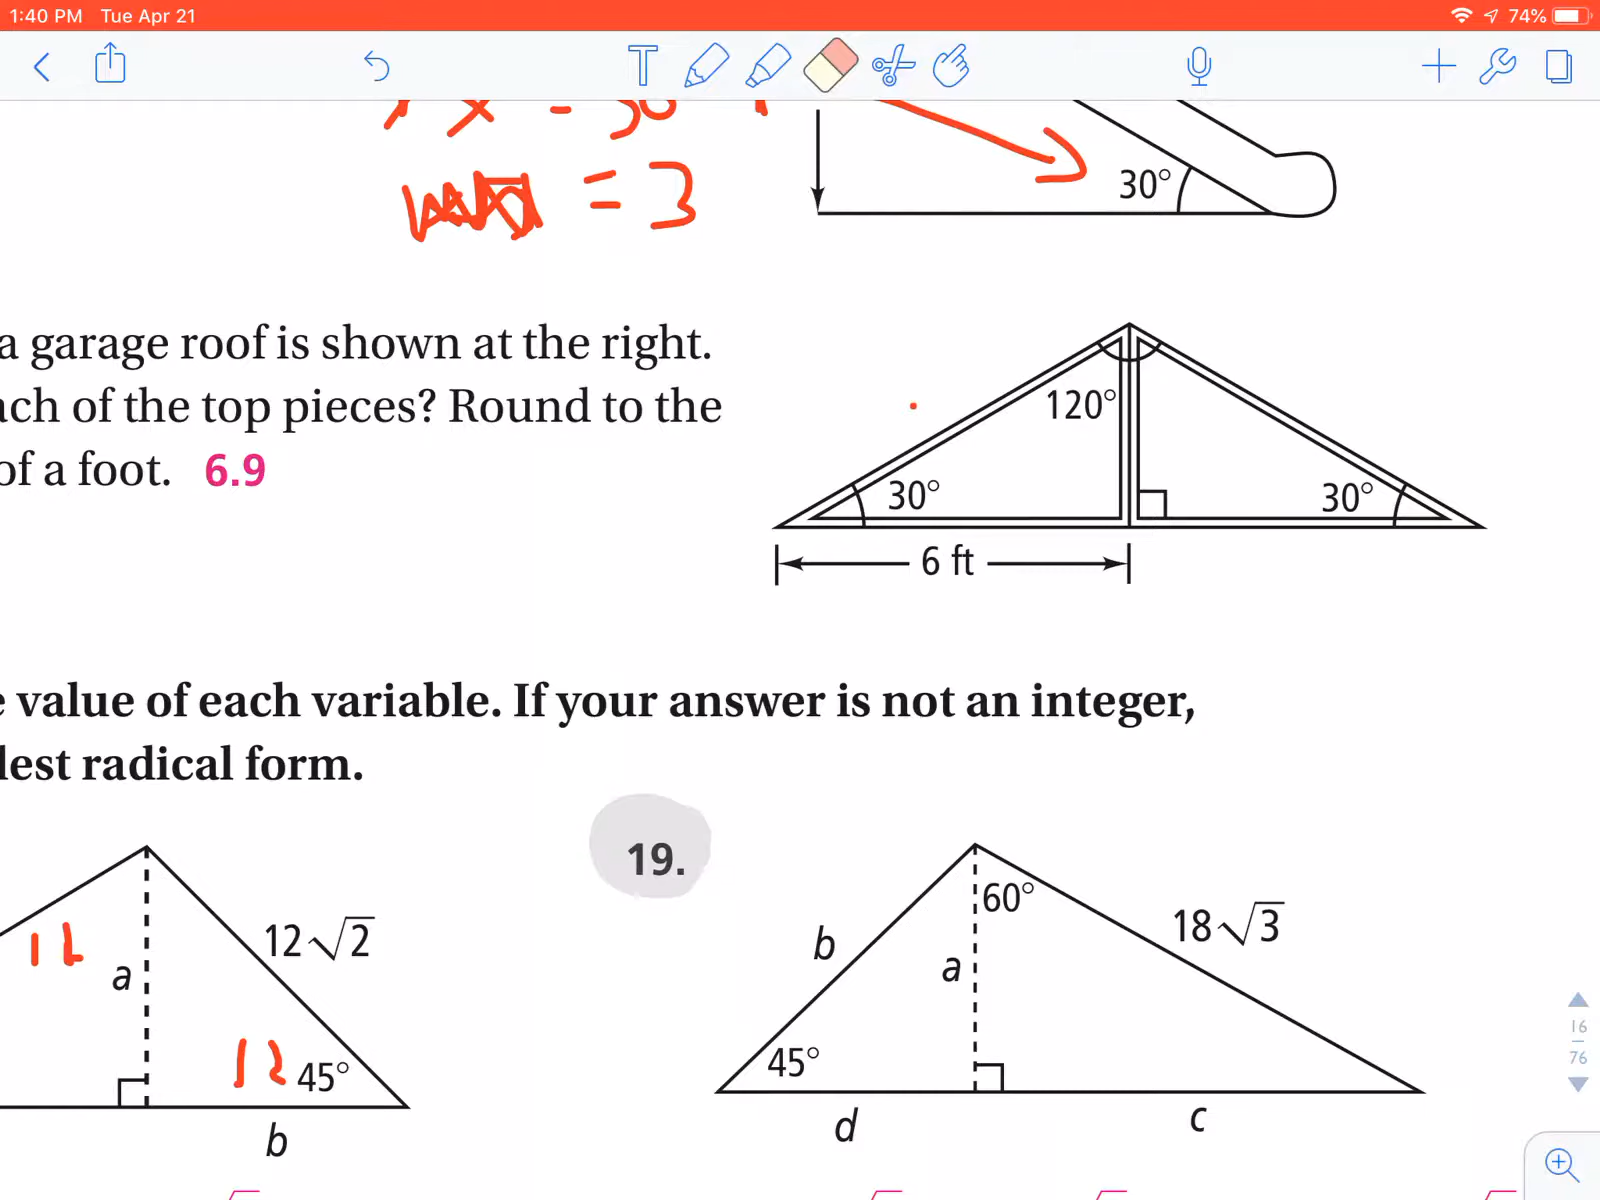 1:40 PM Tue Apr 21
74%
= 3
30°
a garage roof is shown at the right.
ach of the top pieces? Round to the
of a foot. 6.9
120°
30°
30°
6 ft
value of each variable. If your answer is not an integer,
lest radical form.
12
a
12√2
12
45°
b
19.
60°
18√3
b
a
45°
d
c
16
76